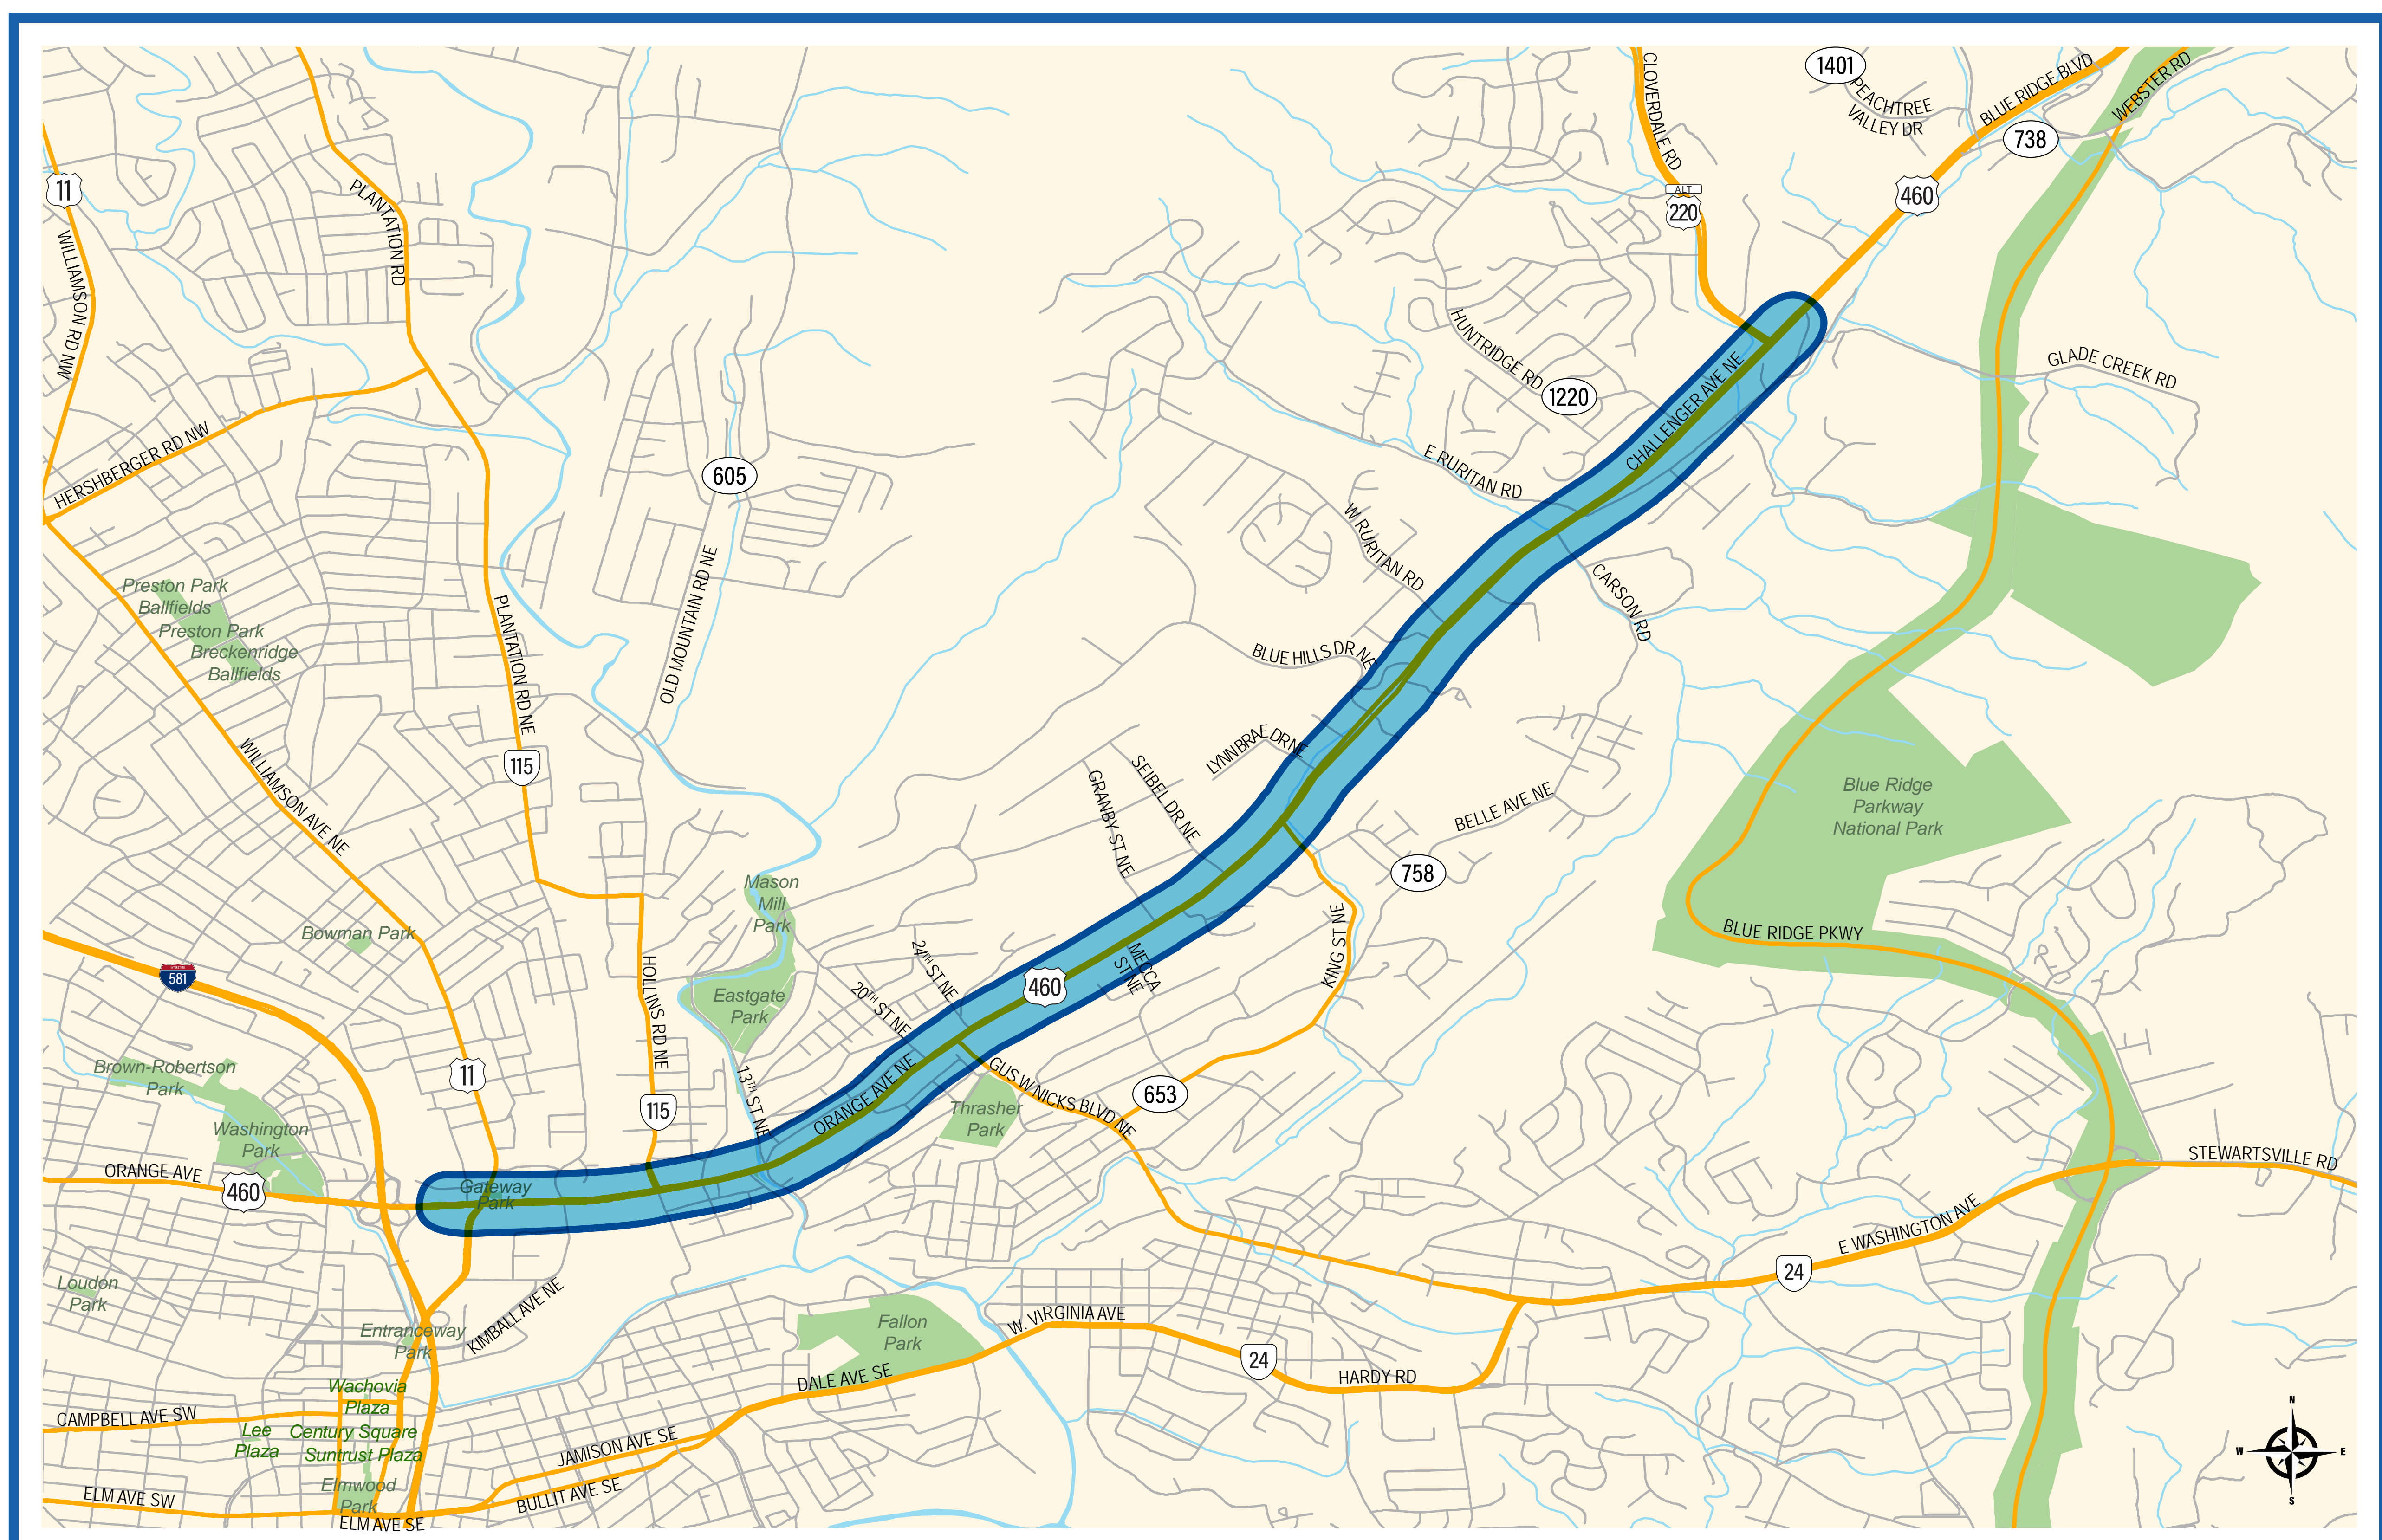 1401
PEACHTREE
VALLEY DR
BLUE RIDGE BLVD
WEBSTER RD
738
CLOVERDALE RD
ALT
220
460
11
WILLIAMSON RD NW
PLANTATION RD
HERSHBERGER RD NW
605
OLD MOUNTAIN RD NE
HUNTRIDGE RD
1220
CHALLENGER AVE NE
GLADE CREEK RD
E RURITAN RD
W RURITAN RD
CARSON RD
BLUE HILLS DR NE
LYNNBRAE DR NE
SEIBEL DR NE
GRANBY ST NE
BELLE AVE NE
758
KING ST NE
Preston Park
Ballfields
Preston Park
Breckenridge
Ballfields
PLANTATION RD NE
115
WILLIAMSON AVE NE
Blue Ridge
Parkway
National Park
BLUE RIDGE PKWY
Mason
Mill
Park
Bowman Park
INTERSTATE
581
HOLLINS RD NE
Eastgate
Park
24TH ST NE
20TH ST NE
460
MECCA
ST NE
Brown-Robertson
Park
11
115
13TH ST NE
ORANGE AVE NE
GUS W NICKS BLVD NE
653
Thrasher
Park
Washington
Park
ORANGE AVE
460
Gateway
Park
STEWARTSVILLE RD
E WASHINGTON AVE
24
Loudon
Park
Entranceway
Park
KIMBALL AVE NE
Fallon
Park
W. VIRGINIA AVE
24
HARDY RD
DALE AVE SE
Wachovia
Plaza
CAMPBELL AVE SW
Lee
Plaza
Century Square
Suntrust Plaza
JAMISON AVE SE
BULLIT AVE SE
Elmwood
Park
ELM AVE SW
ELM AVE SE
N
W
E
S